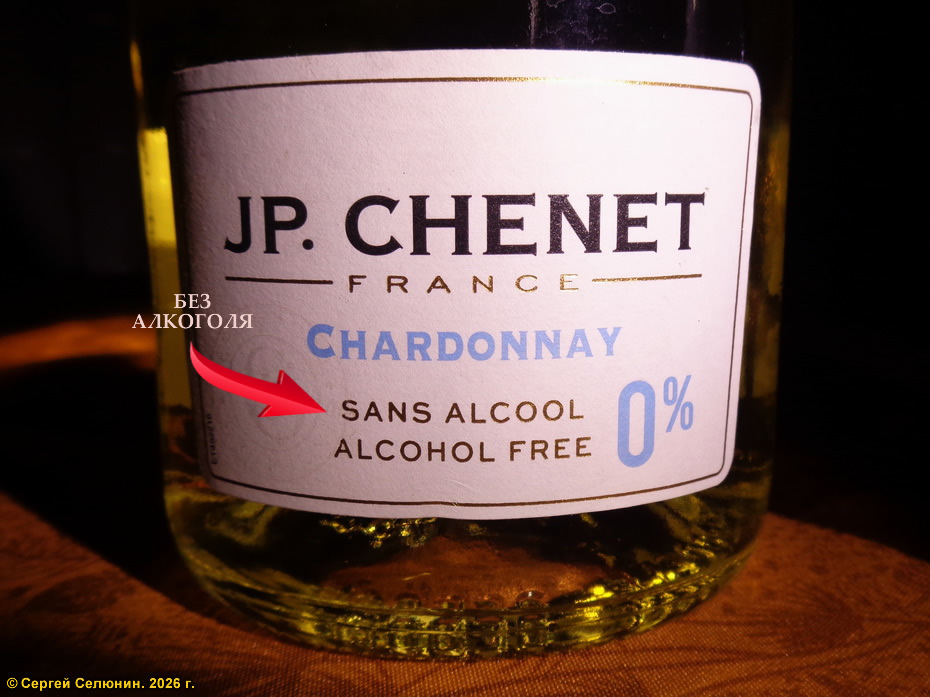 JP. CHENET
FRANCE
CHARDONNAY
БЕЗ
АЛКОГОЛЯ
SANS ALCOOL
ALCOHOL FREE
0%
© Сергей Селюнин. 2026 г.